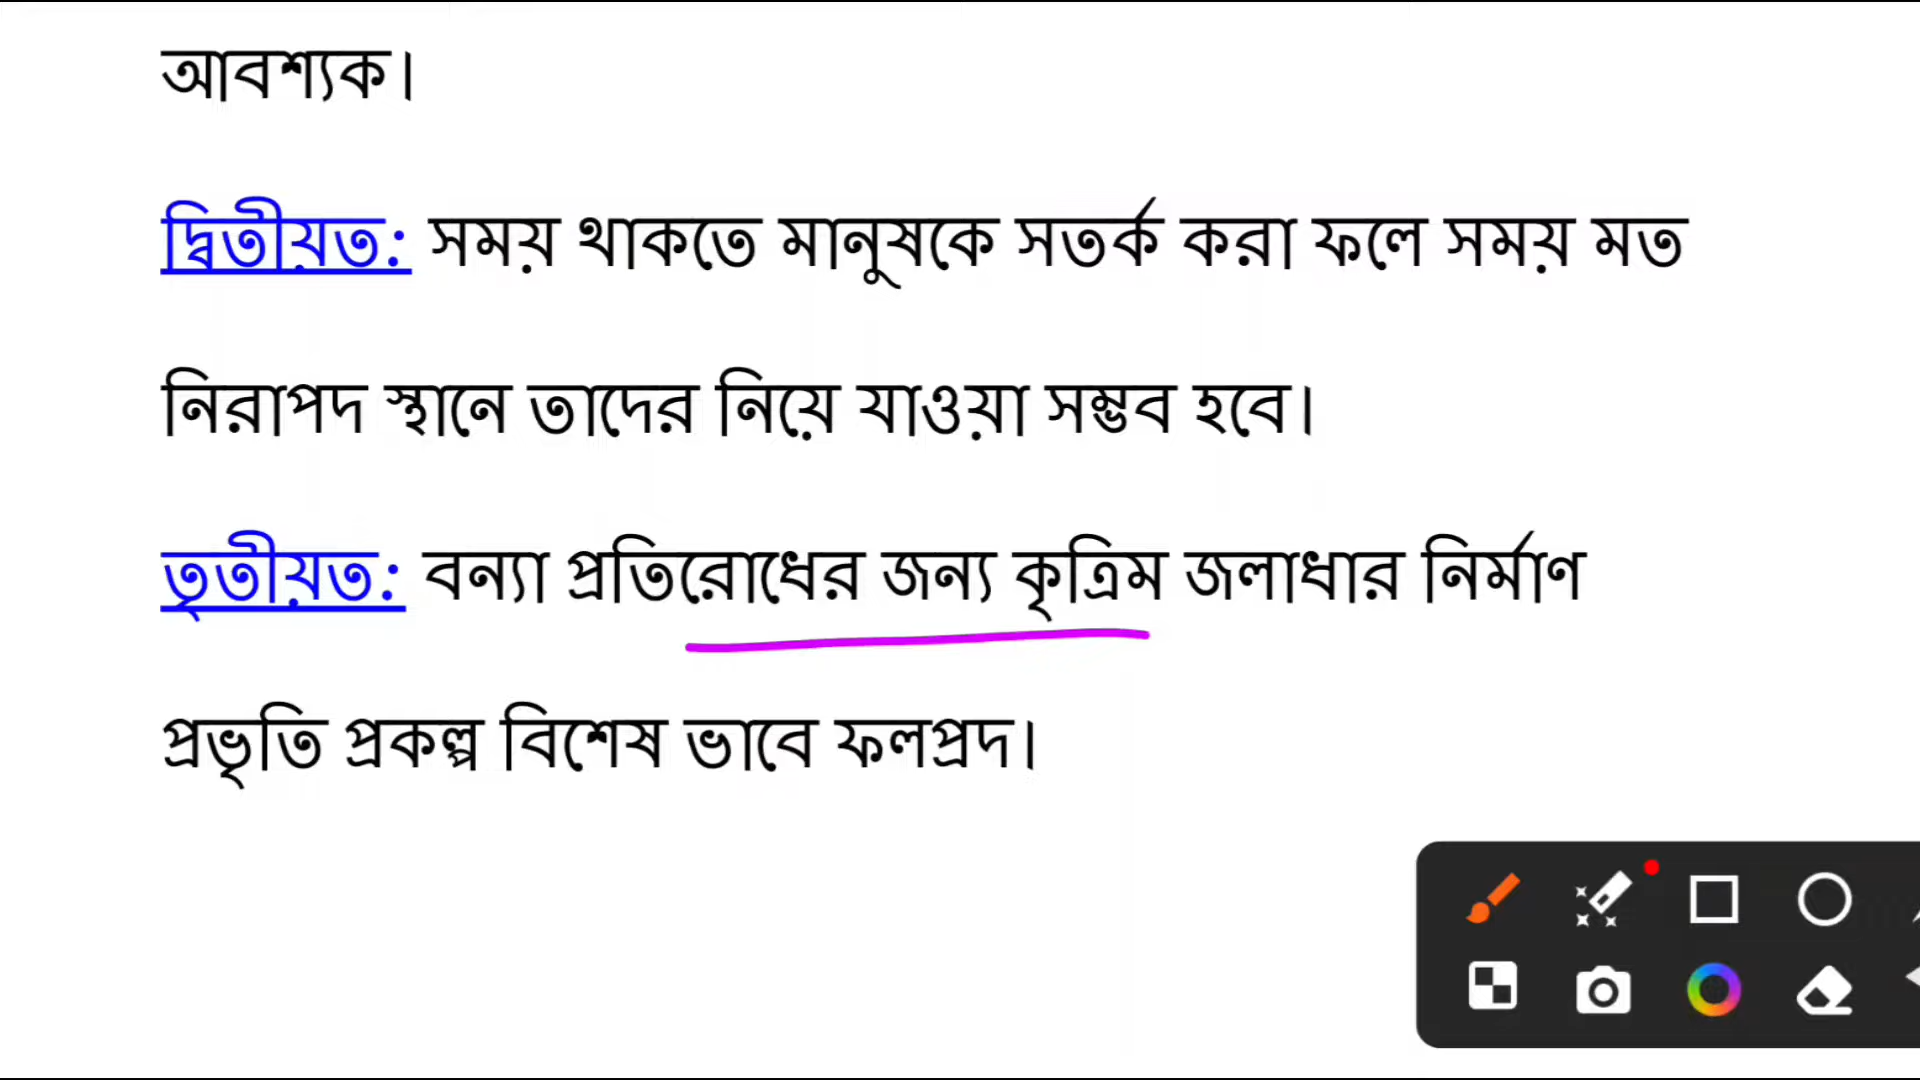 আবশ্যক।
দ্বিতীয়ত: সময় থাকতে মানুষকে সতর্ক করা ফলে সময় মত
নিরাপদ স্থানে তাদের নিয়ে যাওয়া সম্ভব হবে।
তৃতীয়ত: বন্যা প্রতিরোধের জন্য কৃত্রিম জলাধার নির্মাণ
প্রভৃতি প্রকল্প বিশেষ ভাবে ফলপ্রদ।